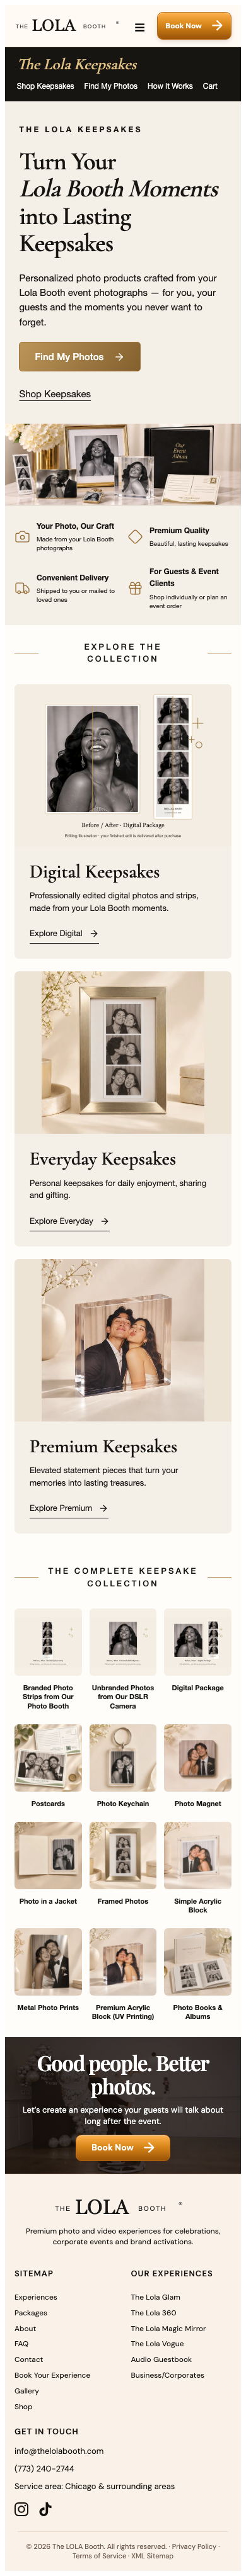 THE LOLA BOOTH ®
Book Now
The Lola Keepsakes
Shop Keepsakes Find My Photos How It Works Cart
THE LOLA KEEPSAKES
Turn Your
Lola Booth Moments
into Lasting
Keepsakes
Personalized photo products crafted from your
Lola Booth event photographs — for you, your
guests and the moments you never want to
forget.
Find My Photos
Shop Keepsakes
Our
Event
Album
Your Photo, Our Craft
Made from your Lola Booth
photographs
Premium Quality
Beautiful, lasting keepsakes
Convenient Delivery
Shipped to you or mailed to
loved ones
For Guests & Event
Clients
Shop individually or plan an
event order
EXPLORE THE
COLLECTION
Before / After · Digital Package
Editing illustration · your finished edit is delivered after purchase
Digital Keepsakes
Professionally edited digital photos and strips,
made from your Lola Booth moments.
Explore Digital
Everyday Keepsakes
Personal keepsakes for daily enjoyment, sharing
and gifting.
Explore Everyday
Premium Keepsakes
Elevated statement pieces that turn your
memories into lasting treasures.
Explore Premium
THE COMPLETE KEEPSAKE
COLLECTION
Branded Photo
Strips from Our
Photo Booth
Unbranded Photos
from Our DSLR
Camera
Digital Package
Postcards
Photo Keychain
Photo Magnet
Photo in a Jacket
Framed Photos
Simple Acrylic
Block
Metal Photo Prints
Premium Acrylic
Block (UV Printing)
Photo Books &
Albums
Good people. Better
photos.
Let's create an experience your guests will talk about
long after the event.
Book Now
THE LOLA BOOTH ®
Premium photo and video experiences for celebrations,
corporate events and brand activations.
SITEMAP
Experiences
Packages
About
FAQ
Contact
Book Your Experience
Gallery
Shop
OUR EXPERIENCES
The Lola Glam
The Lola 360
The Lola Magic Mirror
The Lola Vogue
Audio Guestbook
Business/Corporates
GET IN TOUCH
info@thelolabooth.com
(773) 240-2744
Service area: Chicago & surrounding areas
© 2026 The LOLA Booth. All rights reserved. · Privacy Policy ·
Terms of Service · XML Sitemap